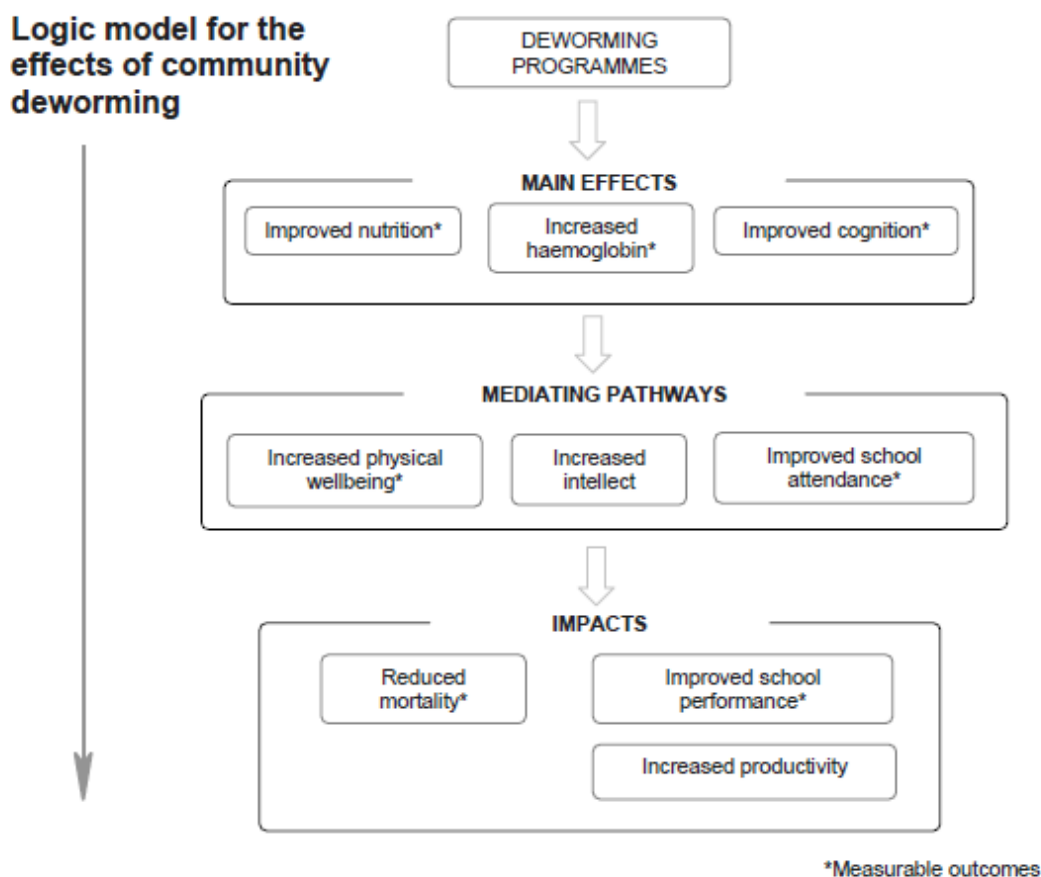 Logic model for the
effects of community
deworming
DEWORMING
PROGRAMMES
MAIN EFFECTS
Improved nutrition*
Increased
haemoglobin*
Improved cognition*
MEDIATING PATHWAYS
Increased physical
wellbeing*
Increased
intellect
Improved school
attendance*
IMPACTS
Reduced
mortality*
Improved school
performance*
Increased productivity
*Measurable outcomes